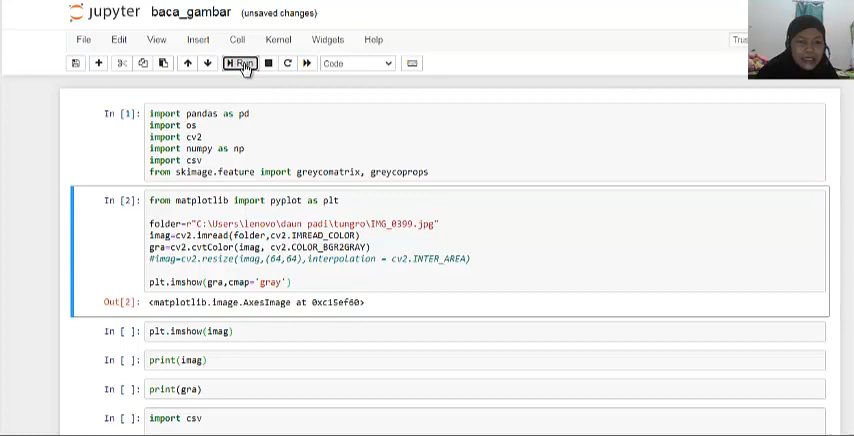 jupyter baca_gambar (unsaved changes)
File Edit View Insert Cell Kernel Widgets Help
Run Code
In [1]: import pandas as pd
import os
import cv2
import numpy as np
import csv
from skimage.feature import greycomatrix, greycoprops
In [2]: from matplotlib import pyplot as plt
folder=r"C:\Users\lenovo\daun padi\tungro\IMG_0399.jpg"
imag=cv2.imread(folder,cv2.IMREAD_COLOR)
gra=cv2.cvtColor(imag, cv2.COLOR_BGR2GRAY)
#imag=cv2.resize(imag,(64,64),interpolation = cv2.INTER_AREA)
plt.imshow(gra,cmap='gray')
Out[2]: <matplotlib.image.AxesImage at 0xc15ef60>
In [ ]: plt.imshow(imag)
In [ ]: print(imag)
In [ ]: print(gra)
In [ ]: import csv